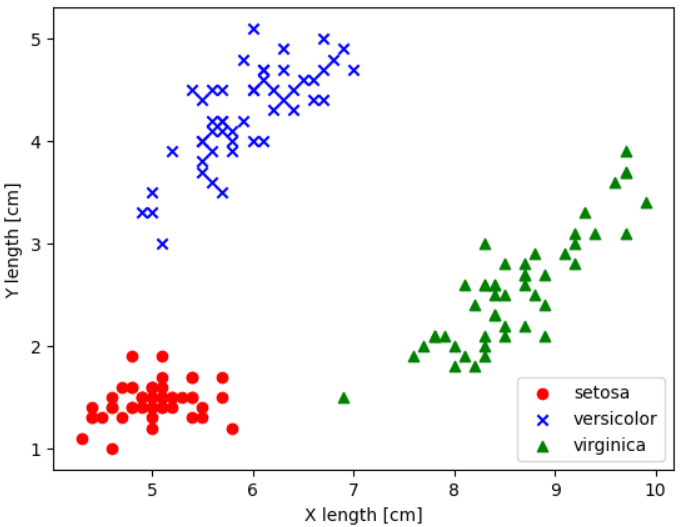 Y length [cm]
5
4
3
2
1
setosa
versicolor
virginica
5 6 7 8 9 10
X length [cm]